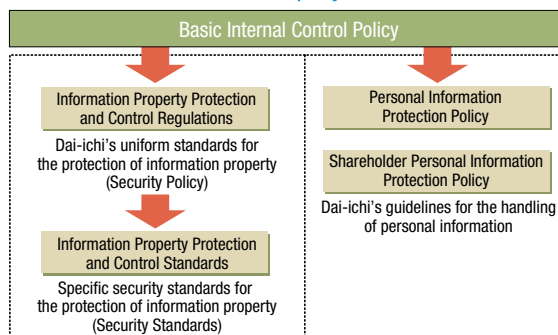 Basic Internal Control Policy
Information Property Protection
and Control Regulations
Dai-ichi's uniform standards for
the protection of information property
(Security Policy)
Information Property Protection
and Control Standards
Specific security standards for
the protection of information property
(Security Standards)
Personal Information
Protection Policy
Shareholder Personal Information
Protection Policy
Dai-ichi's guidelines for the handling
of personal information